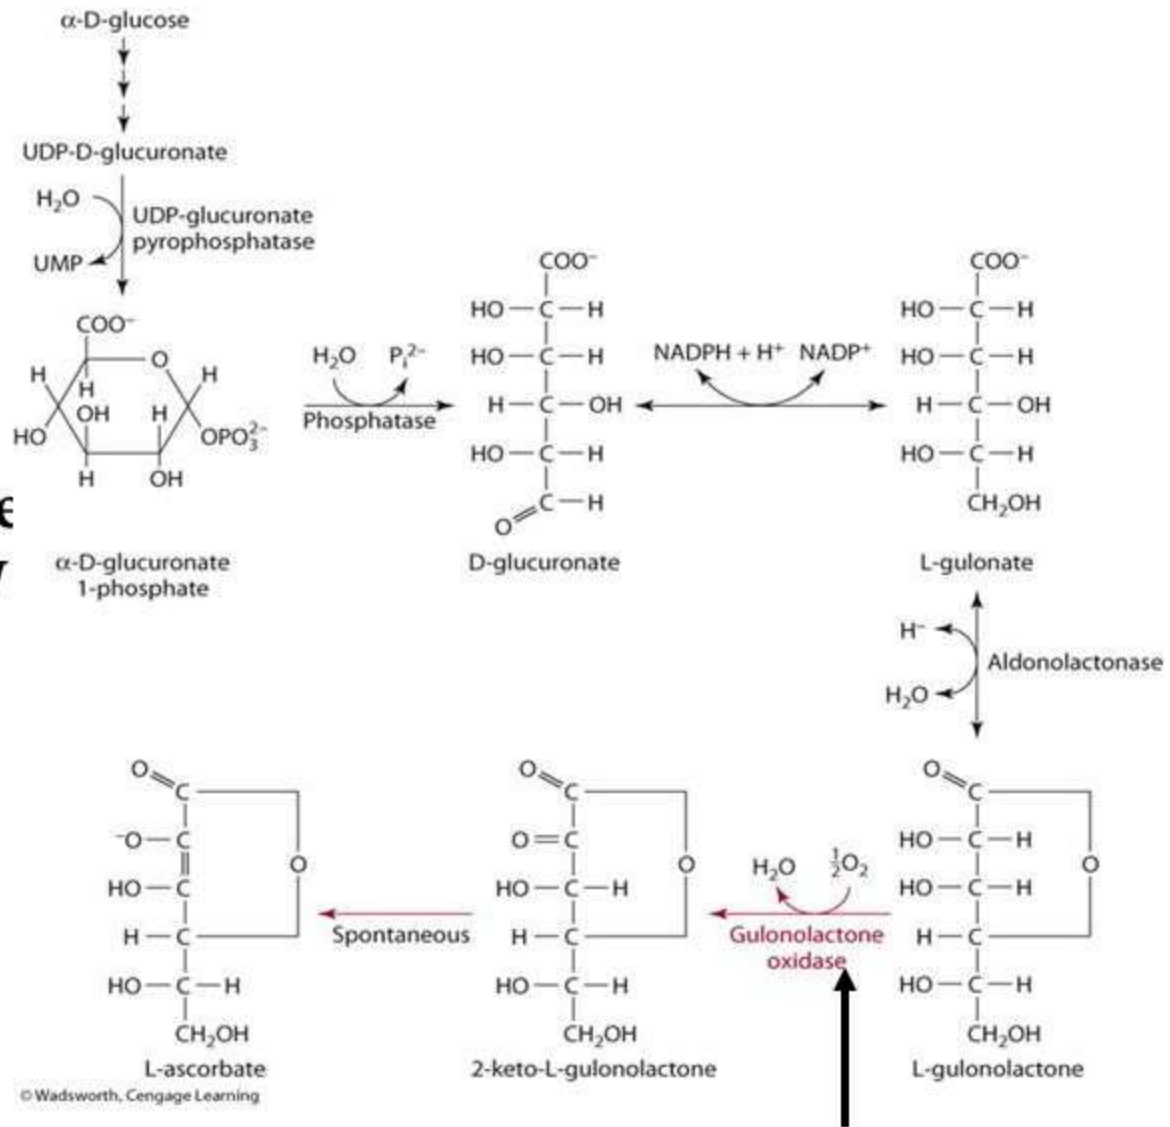 α-D-glucose
UDP-D-glucuronate
H₂O
UDP-glucuronate
pyrophosphatase
UMP
COO⁻
O
H
H
H
OH
H
HO
OPO₃²⁻
H
OH
α-D-glucuronate
1-phosphate
H₂O Pᵢ²⁻
Phosphatase
COO⁻
HO—C—H
HO—C—H
H—C—OH
HO—C—H
C—H
O
D-glucuronate
NADPH + H⁺ NADP⁺
COO⁻
HO—C—H
HO—C—H
H—C—OH
HO—C—H
CH₂OH
L-gulonate
H⁻
Aldonolactonase
H₂O
O
C
HO—C—H
O
HO—C—H
H—C
HO—C—H
CH₂OH
L-gulonolactone
H₂O ½O₂
Gulonolactone
oxidase
O
C
O=C
O
HO—C—H
H—C
HO—C—H
CH₂OH
2-keto-L-gulonolactone
Spontaneous
O
C
⁻O—C
O
HO—C
H—C
HO—C—H
CH₂OH
L-ascorbate
© Wadsworth, Cengage Learning